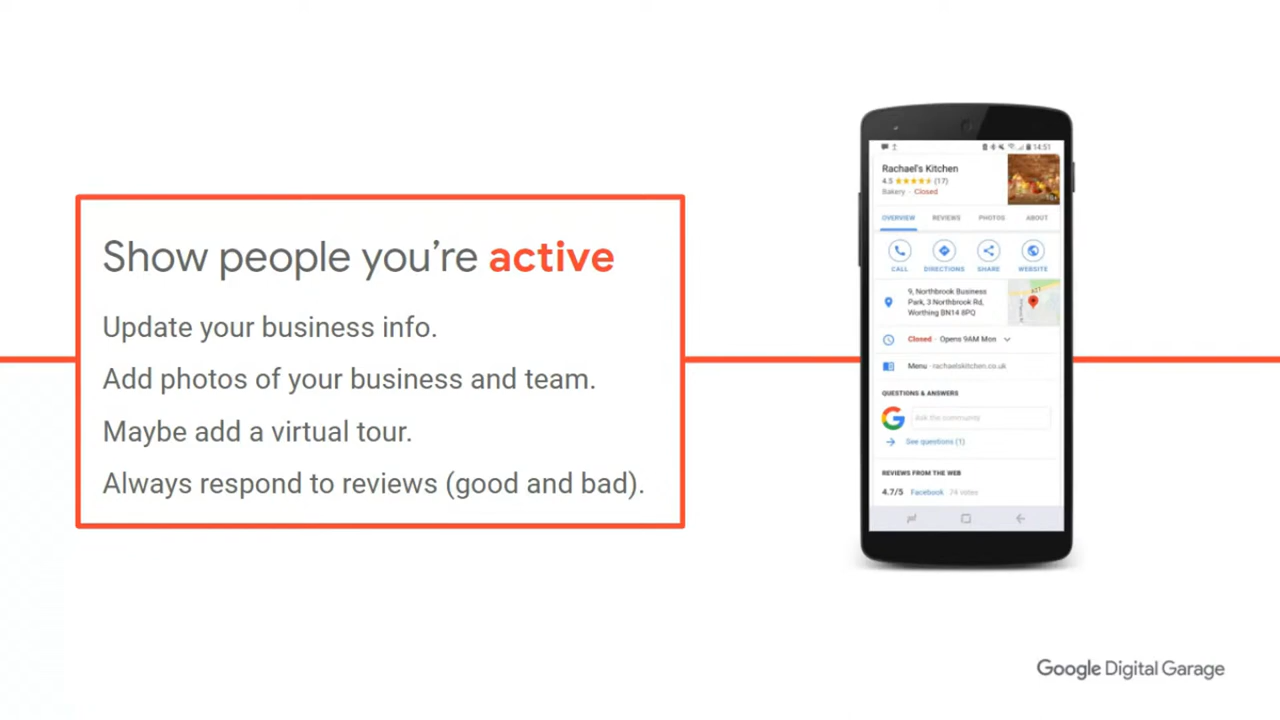 Show people you're active
Update your business info.
Add photos of your business and team.
Maybe add a virtual tour.
Always respond to reviews (good and bad).
14:51
Rachael's Kitchen
4.5 ★★★★★ (17)
Bakery · Closed
OVERVIEW REVIEWS PHOTOS ABOUT
CALL DIRECTIONS SHARE WEBSITE
9, Northbrook Business
Park, 3 Northbrook Rd,
Worthing BN14 8PQ
Closed · Opens 9AM Mon
Menu · rachaelskitchen.co.uk
QUESTIONS & ANSWERS
Ask the community
See questions (1)
REVIEWS FROM THE WEB
4.7/5 Facebook · 74 votes
Google Digital Garage